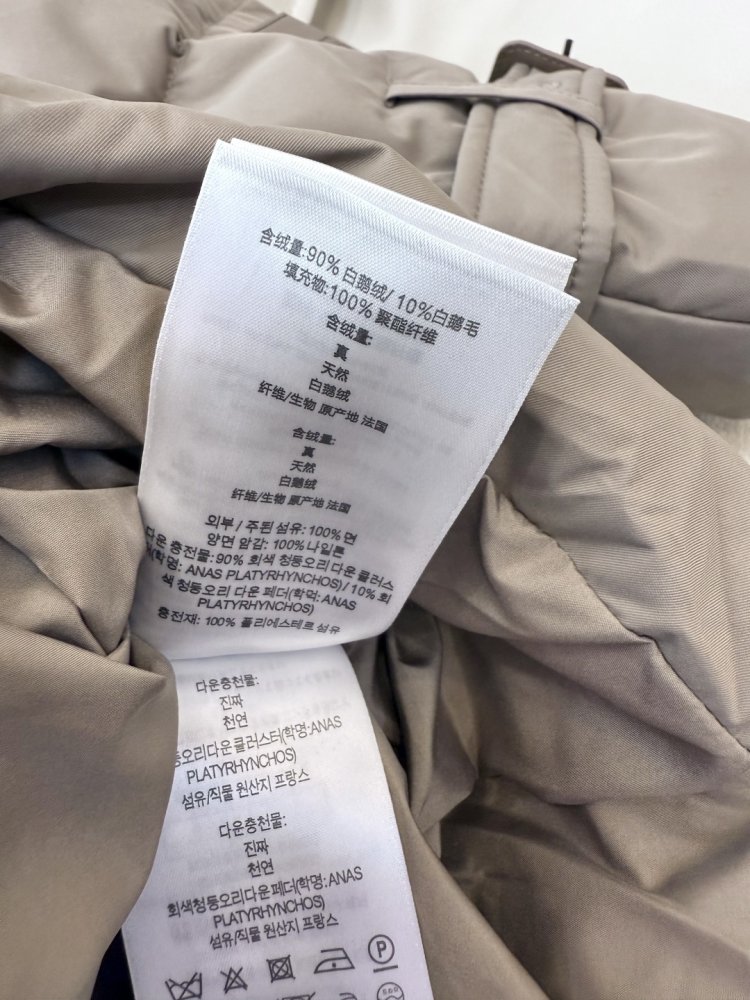 含绒量:90% 白鹅绒/ 10%白鹅毛
填充物:100% 聚酯纤维
含绒量:
真
天然
白鹅绒
纤维/生物 原产地 法国
含绒量:
真
天然
白鹅绒
纤维/生物 原产地 法国
외부 / 주된 섬유: 100% 면
양면 암감: 100% 나일론
다운 충전물: 90% 회색 청둥오리 다운 클러스
(학명: ANAS PLATYRHYNCHOS) / 10% 회
색 청둥오리 다운 페더(학먹: ANAS
PLATYRHYNCHOS)
충전재: 100% 폴리에스테르 섬유
다운충천물:
진짜
천연
둥오리다운클러스터(학명:ANAS
PLATYRHYNCHOS)
섬유/직물 원산지 프랑스
다운충천물:
진짜
천연
회색청둥오리다운페더(학명:ANAS
PLATYRHYNCHOS)
섬유/직물 원산지 프랑스
P